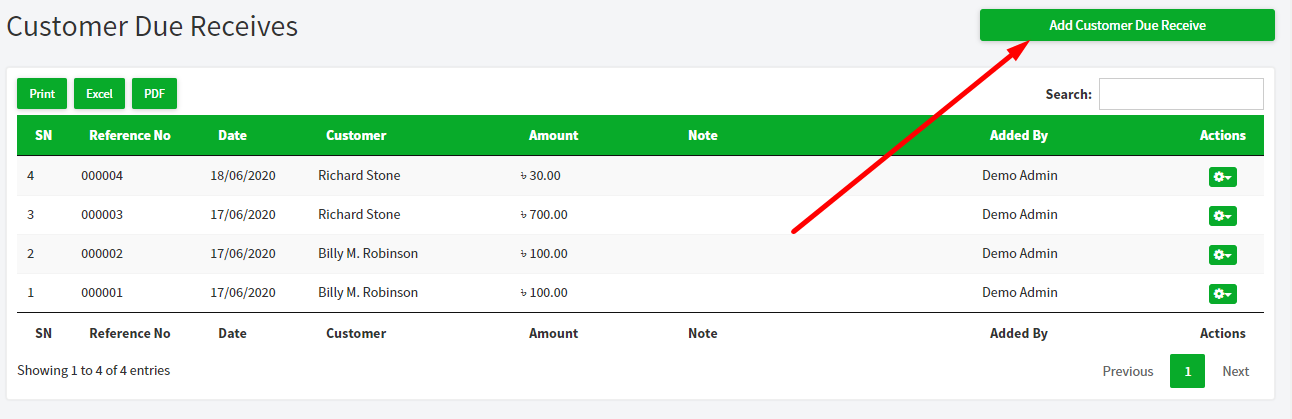 Customer Due Receives
Add Customer Due Receive
Print Excel PDF Search:
SN Reference No Date Customer Amount Note Added By Actions
4 000004 18/06/2020 Richard Stone ৳ 30.00 Demo Admin
3 000003 17/06/2020 Richard Stone ৳ 700.00 Demo Admin
2 000002 17/06/2020 Billy M. Robinson ৳ 100.00 Demo Admin
1 000001 17/06/2020 Billy M. Robinson ৳ 100.00 Demo Admin
SN Reference No Date Customer Amount Note Added By Actions
Showing 1 to 4 of 4 entries Previous 1 Next